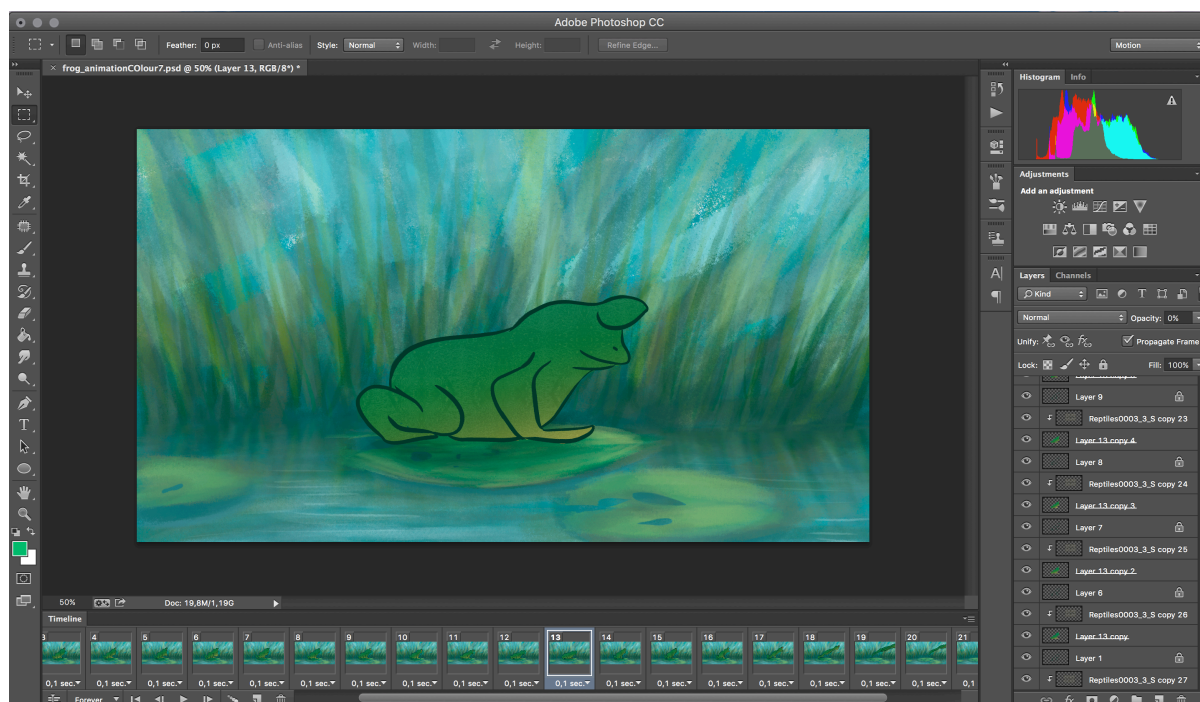 Adobe Photoshop CC
Feather: 0 px Anti-alias Style: Normal Width: Height: Refine Edge... Motion
× frog_animationCOlour7.psd @ 50% (Layer 13, RGB/8*) *
Histogram Info
Adjustments
Add an adjustment
Layers Channels
Kind
Normal Opacity: 0%
Unify: Propagate Frame
Lock: Fill: 100%
Layer 9
Reptiles0003_3_S copy 23
Layer 13 copy 4
Layer 8
Reptiles0003_3_S copy 24
Layer 13 copy 3
Layer 7
Reptiles0003_3_S copy 25
Layer 13 copy 2
Layer 6
Reptiles0003_3_S copy 26
Layer 13 copy
Layer 1
Reptiles0003_3_S copy 27
50% Doc: 19,8M/1,19G
Timeline
3 4 5 6 7 8 9 10 11 12 13 14 15 16 17 18 19 20 21
0,1 sec. 0,1 sec. 0,1 sec. 0,1 sec. 0,1 sec. 0,1 sec. 0,1 sec. 0,1 sec. 0,1 sec. 0,1 sec. 0,1 sec. 0,1 sec. 0,1 sec. 0,1 sec. 0,1 sec. 0,1 sec. 0,1 sec. 0,1 sec. 0,1
Forever